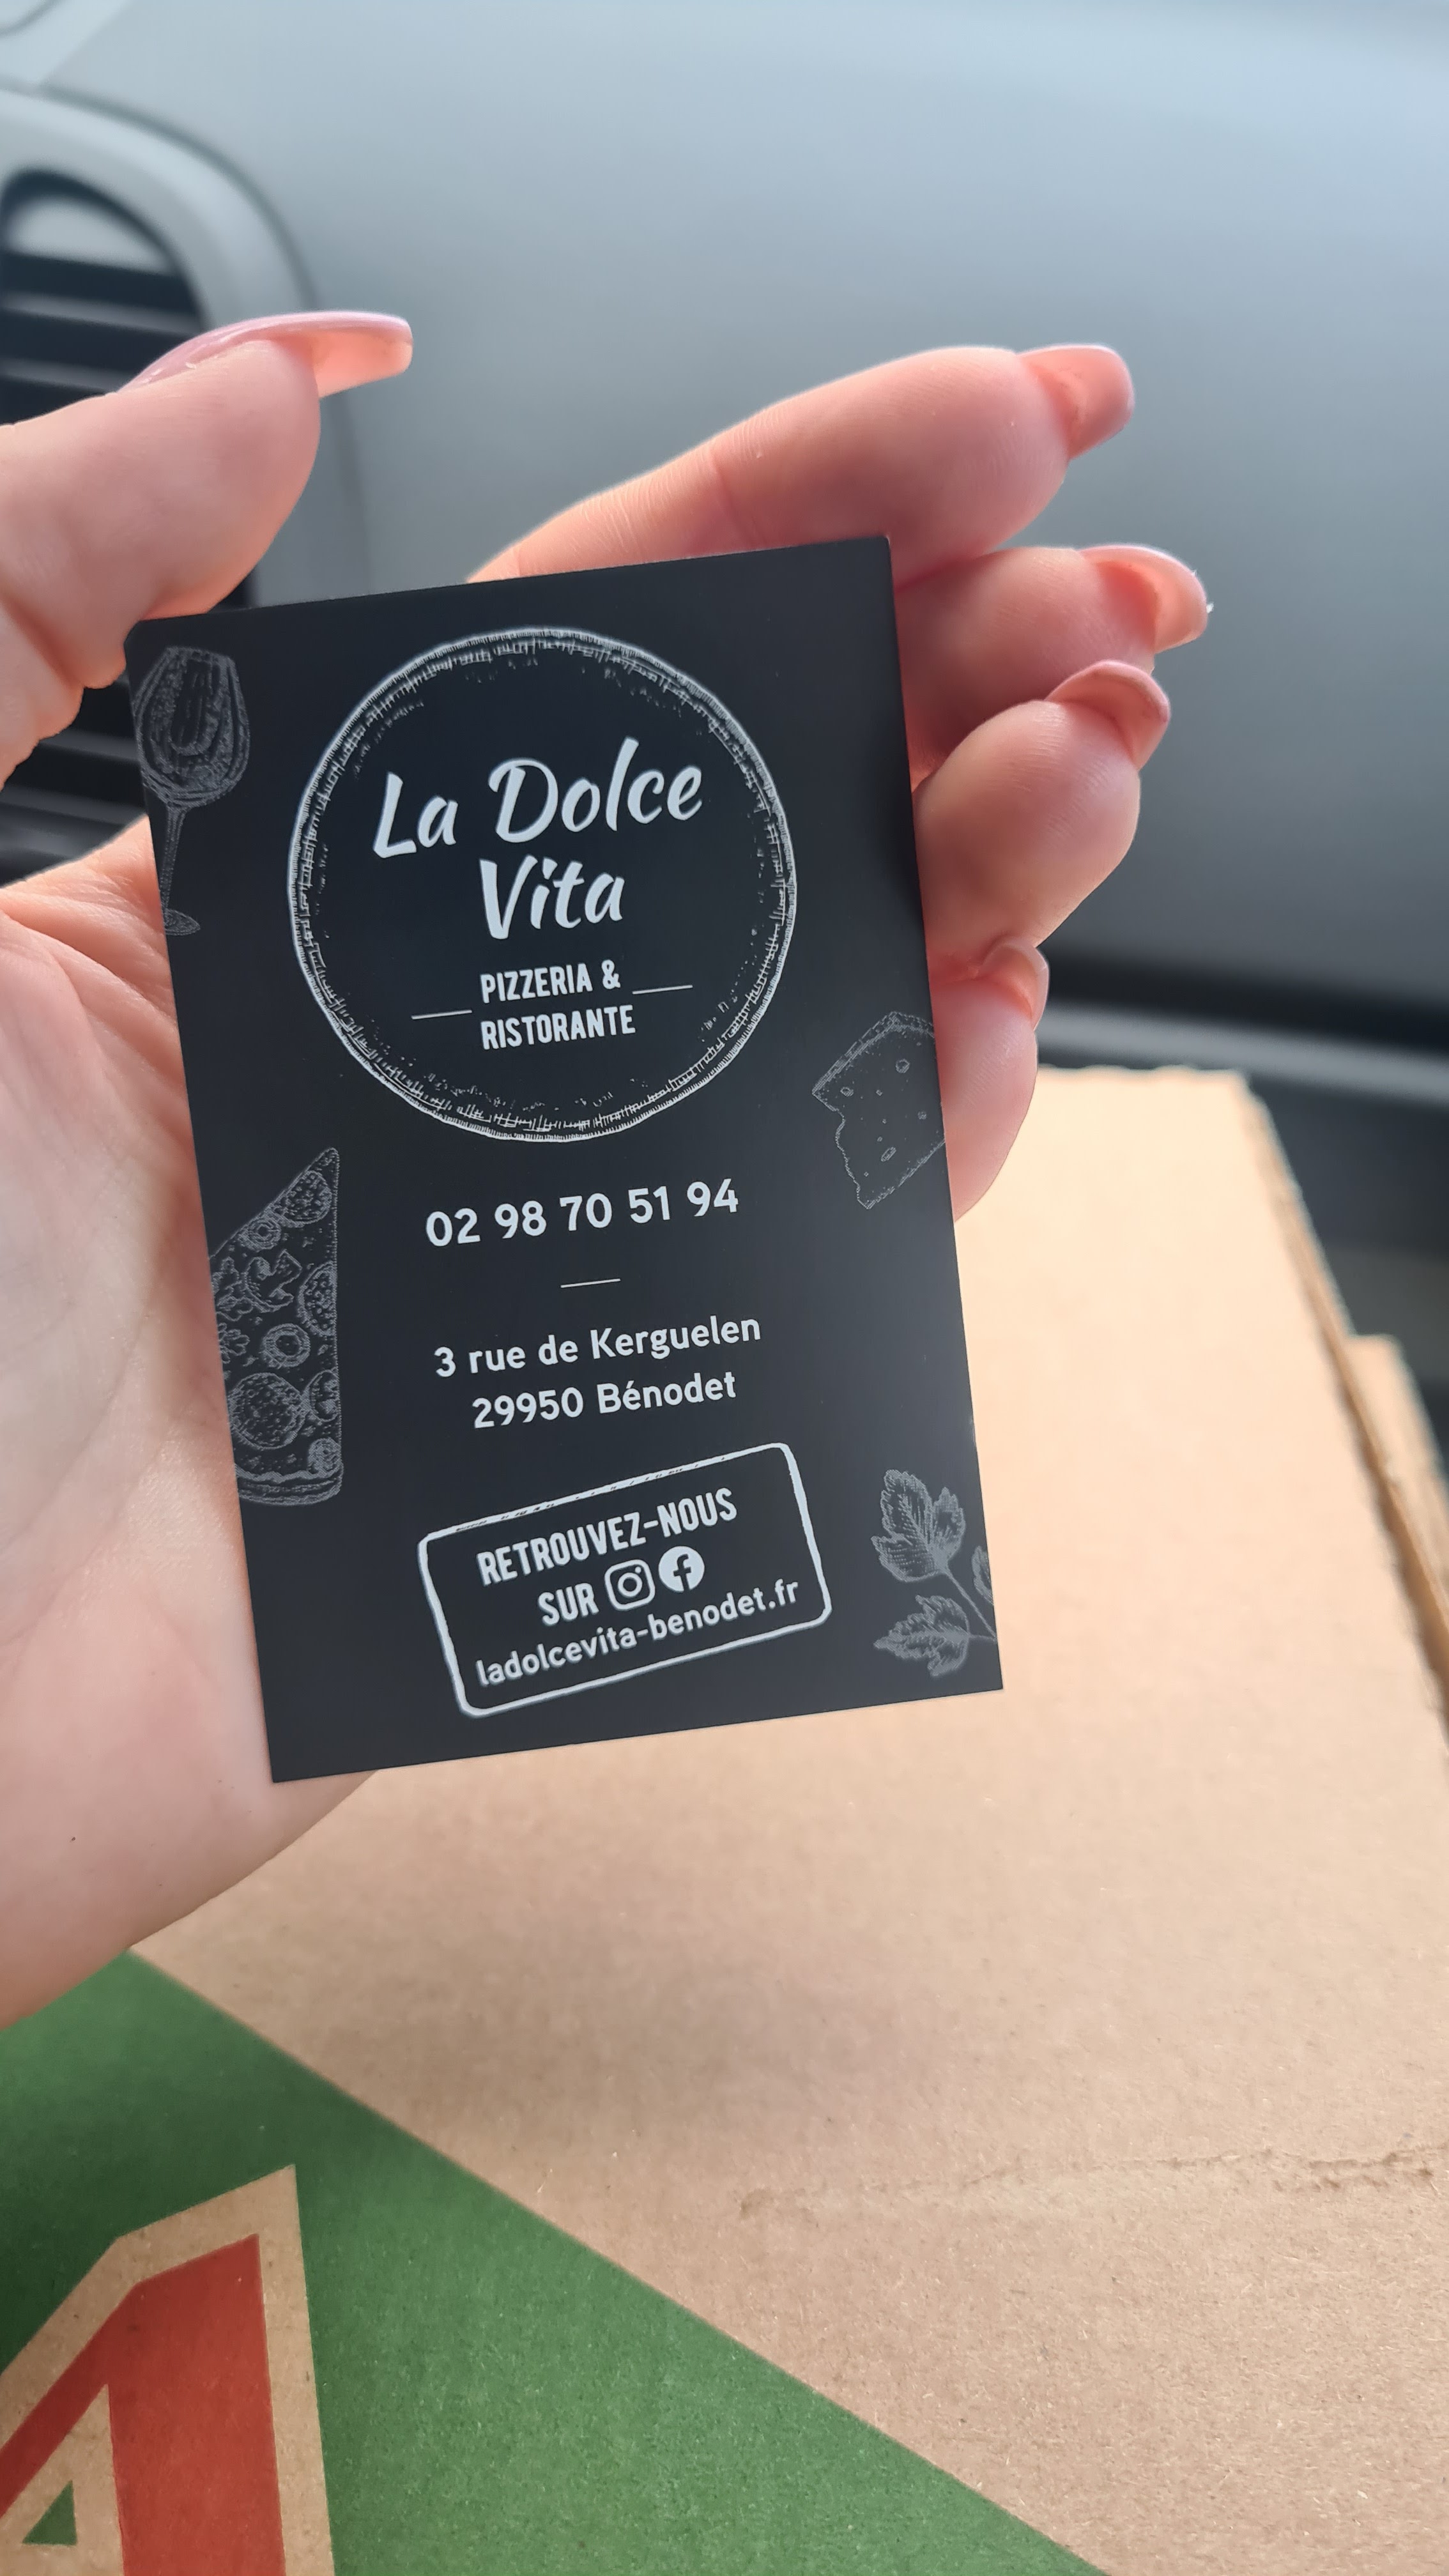 La Dolce
Vita
PIZZERIA &
RISTORANTE
02 98 70 51 94
3 rue de Kerguelen
29950 Bénodet
RETROUVEZ-NOUS
SUR
ladolcevita-benodet.fr